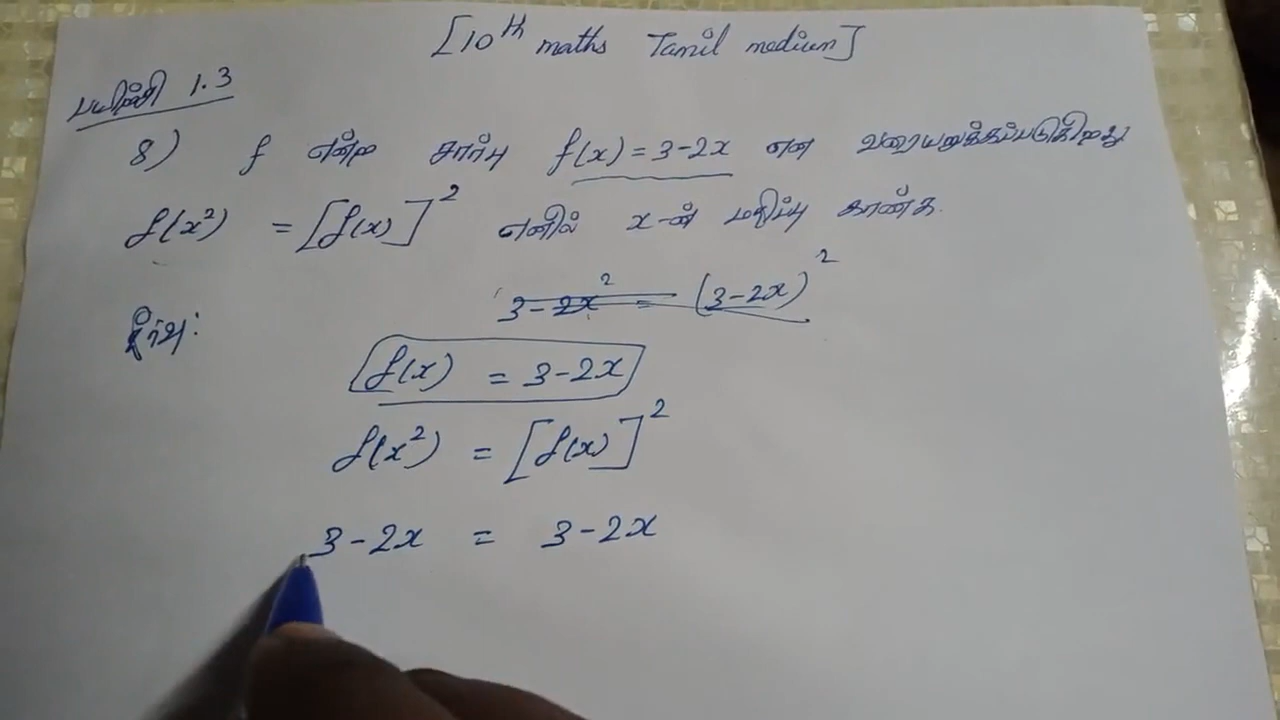 [10th maths Tamil medium]
பயிற்சி 1.3
8) f என்ற சார்பு f(x) = 3-2x என வரையறுக்கப்படுகிறது
f(x²) = [f(x)]² எனில் x-ன் மதிப்பு காண்க.
3-2x² = (3-2x)²
தீர்வு:
f(x) = 3-2x
f(x²) = [f(x)]²
3-2x = 3-2x